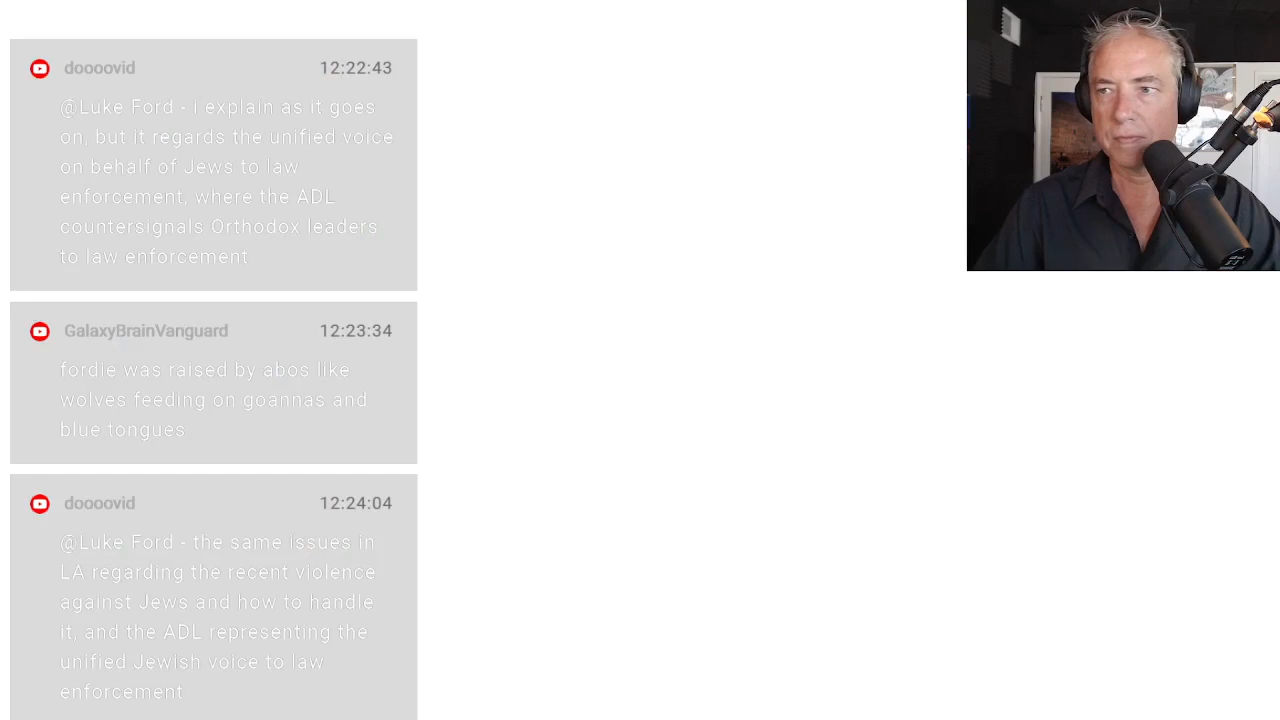 doooovid 12:22:43
@Luke Ford - i explain as it goes
on, but it regards the unified voice
on behalf of Jews to law
enforcement, where the ADL
countersignals Orthodox leaders
to law enforcement
GalaxyBrainVanguard 12:23:34
fordie was raised by abos like
wolves feeding on goannas and
blue tongues
doooovid 12:24:04
@Luke Ford - the same issues in
LA regarding the recent violence
against Jews and how to handle
it, and the ADL representing the
unified Jewish voice to law
enforcement